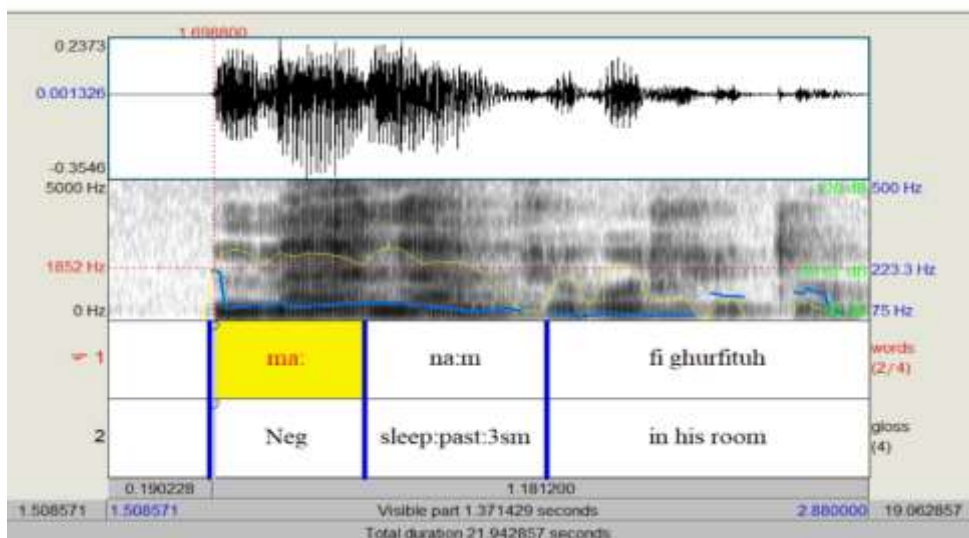 1.698800
0.2373
0.001326
-0.3546
5000 Hz 500 Hz
1852 Hz 223.3 Hz
0 Hz 75 Hz
1 ma: na:m fi ghurfituh words (2/4)
2 Neg sleep:past:3sm in his room gloss (4)
0.190228 1.181200
1.508571 1.508571 Visible part 1.371429 seconds 2.880000 19.062857
Total duration 21.942857 seconds